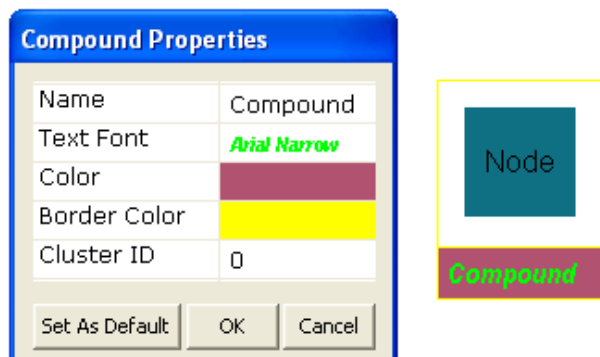 Compound Properties
Name Compound
Text Font Arial Narrow
Color
Border Color
Cluster ID 0
Set As Default OK Cancel
Node
Compound